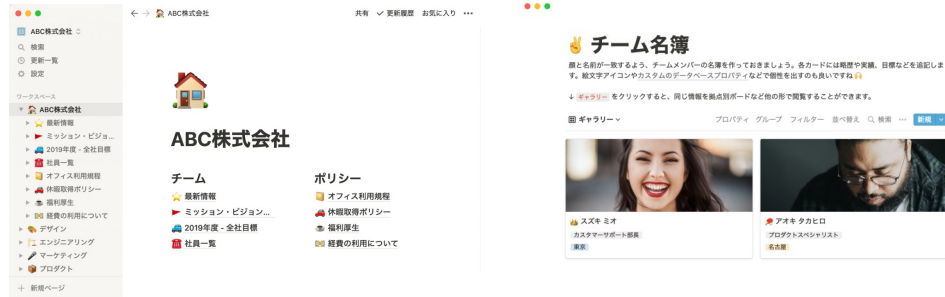 ABC株式会社
検索
更新一覧
設定
ワークスペース
ABC株式会社
最新情報
ミッション・ビジョ...
2019年度 - 全社目標
社員一覧
オフィス利用規程
休暇取得ポリシー
福利厚生
経費の利用について
デザイン
エンジニアリング
マーケティング
プロダクト
+ 新規ページ
← → ABC株式会社 共有 ✓ 更新履歴 お気に入り •••
ABC株式会社
チーム
最新情報
ミッション・ビジョン...
2019年度 - 全社目標
社員一覧
ポリシー
オフィス利用規程
休暇取得ポリシー
福利厚生
経費の利用について
チーム名簿
顔と名前が一致するよう、チームメンバーの名簿を作っておきましょう。各カードには略歴や実績、目標などを追記しま
す。絵文字アイコンやカスタムのデータベースプロパティなどで個性を出すのも良いですね
↓ ギャラリー をクリックすると、同じ情報を拠点別ボードなど他の形で閲覧することができます。
ギャラリー プロパティ グループ フィルター 並べ替え 検索 ••• 新規
スズキ ミオ
カスタマーサポート部長
東京
アオキ タカヒロ
プロダクトスペシャリスト
名古屋